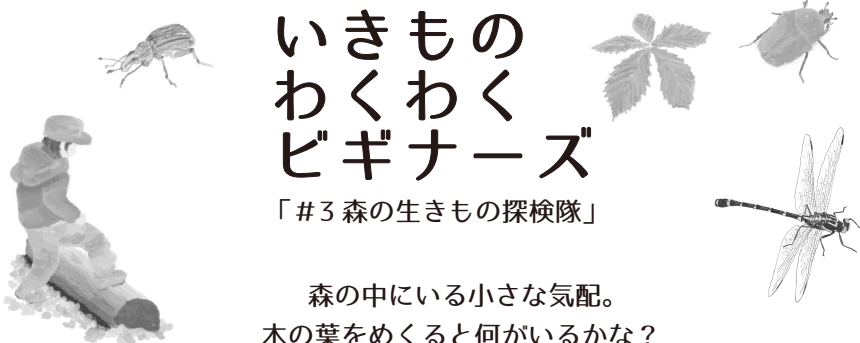 いきもの
わくわく
ビギナーズ
「＃３ 森の生きもの探検隊」
森の中にいる小さな気配。
木の葉をめくると何がいるかな？